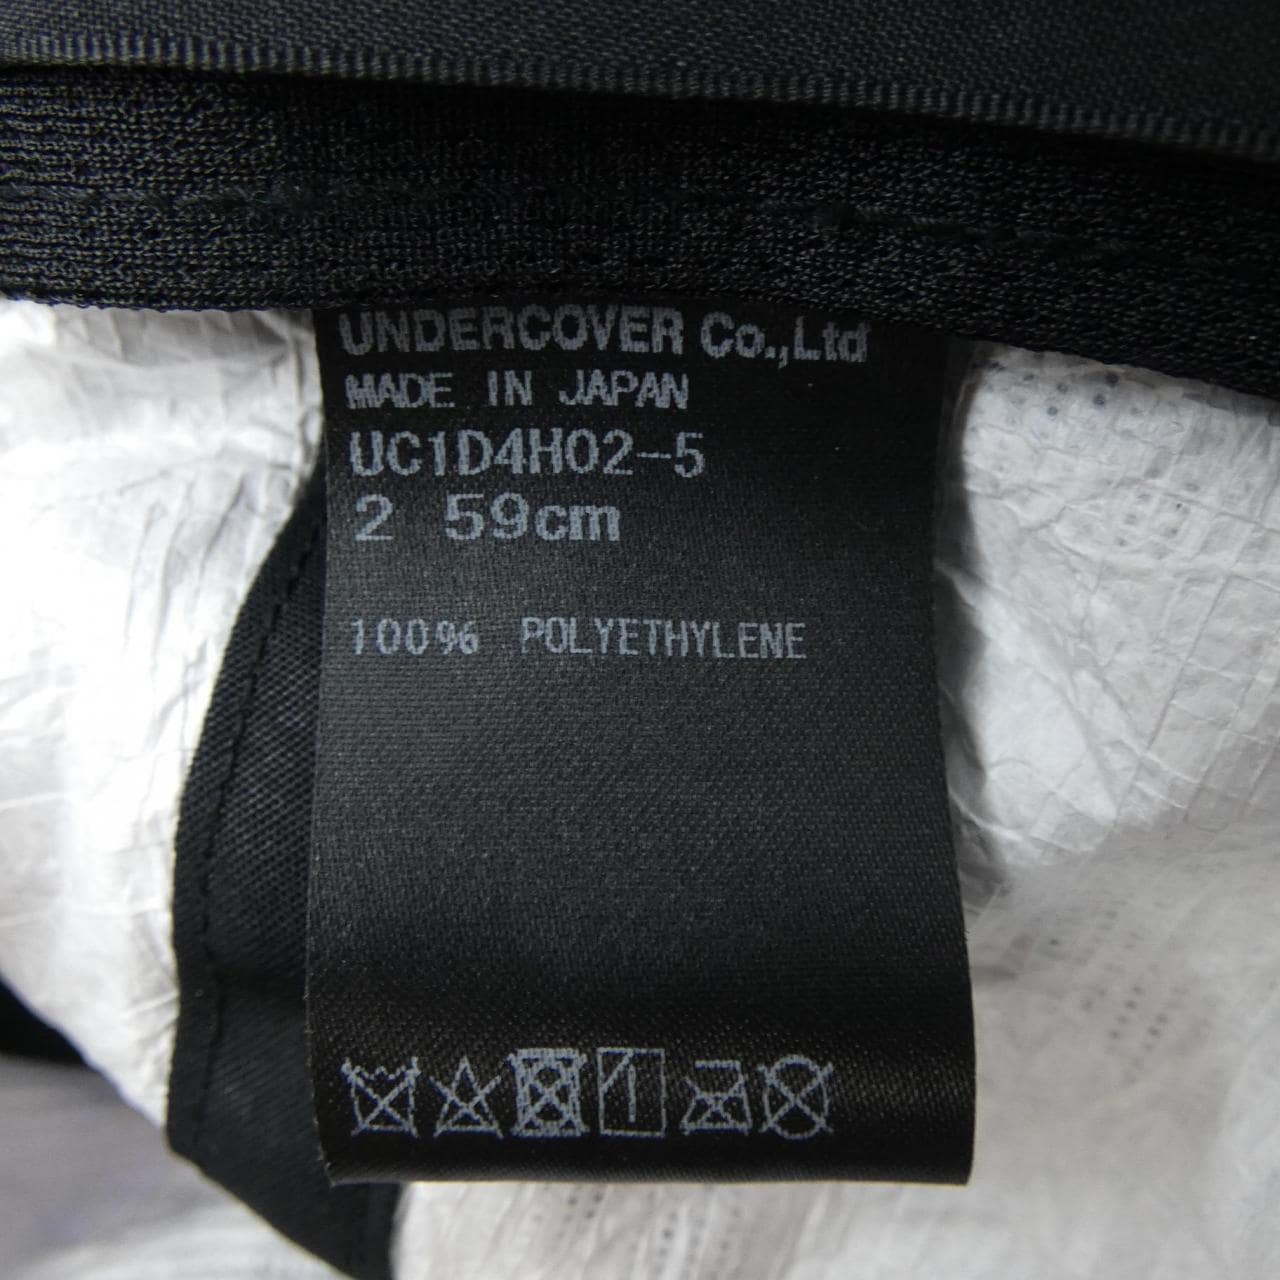 UNDERCOVER Co.,Ltd
MADE IN JAPAN
UC1D4H02-5
2 59cm
100% POLYETHYLENE